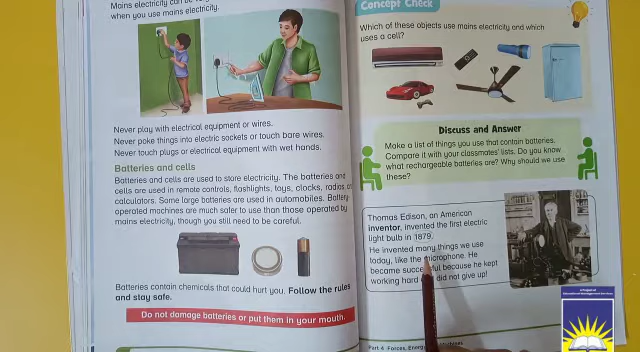 when you use mains electricity.
Never play with electrical equipment or wires.
Never poke things into electric sockets or touch bare wires.
Never touch plugs or electrical equipment with wet hands.
Batteries and cells
Batteries and cells are used to store electricity. The batteries and
cells are used in remote controls, flashlights, toys, clocks, radios
calculators. Some large batteries are used in automobiles. Battery-
operated machines are much safer to use than those operated by
mains electricity, though you still need to be careful.
Batteries contain chemicals that could hurt you. Follow the rules
and stay safe.
Do not damage batteries or put them in your mouth.
Concept Check
Which of these objects use mains electricity and which
uses a cell?
Discuss and Answer
Make a list of things you use that contain batteries.
Compare it with your classmates' lists. Do you know
what rechargeable batteries are? Why should we use
these?
Thomas Edison, an American
inventor, invented the first electric
light bulb in 1879.
He invented many things we use
today, like the microphone. He
became successful because he kept
working hard did not give up!
Part 4 Forces, Energy